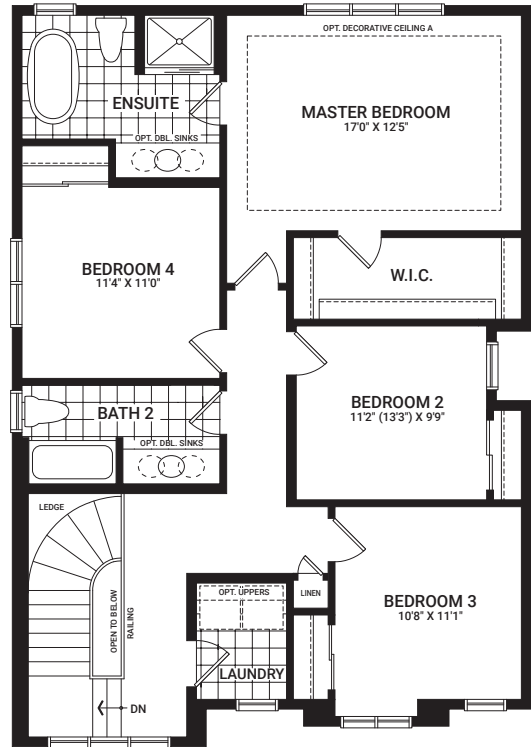 OPT. DECORATIVE CEILING A
ENSUITE
MASTER BEDROOM
17'0" X 12'5"
OPT. DBL. SINKS
BEDROOM 4
11'4" X 11'0"
W.I.C.
BEDROOM 2
11'2" (13'3") X 9'9"
BATH 2
OPT. DBL. SINKS
LEDGE
OPEN TO BELOW
RAILING
OPT. UPPERS
LINEN
BEDROOM 3
10'8" X 11'1"
LAUNDRY
DN